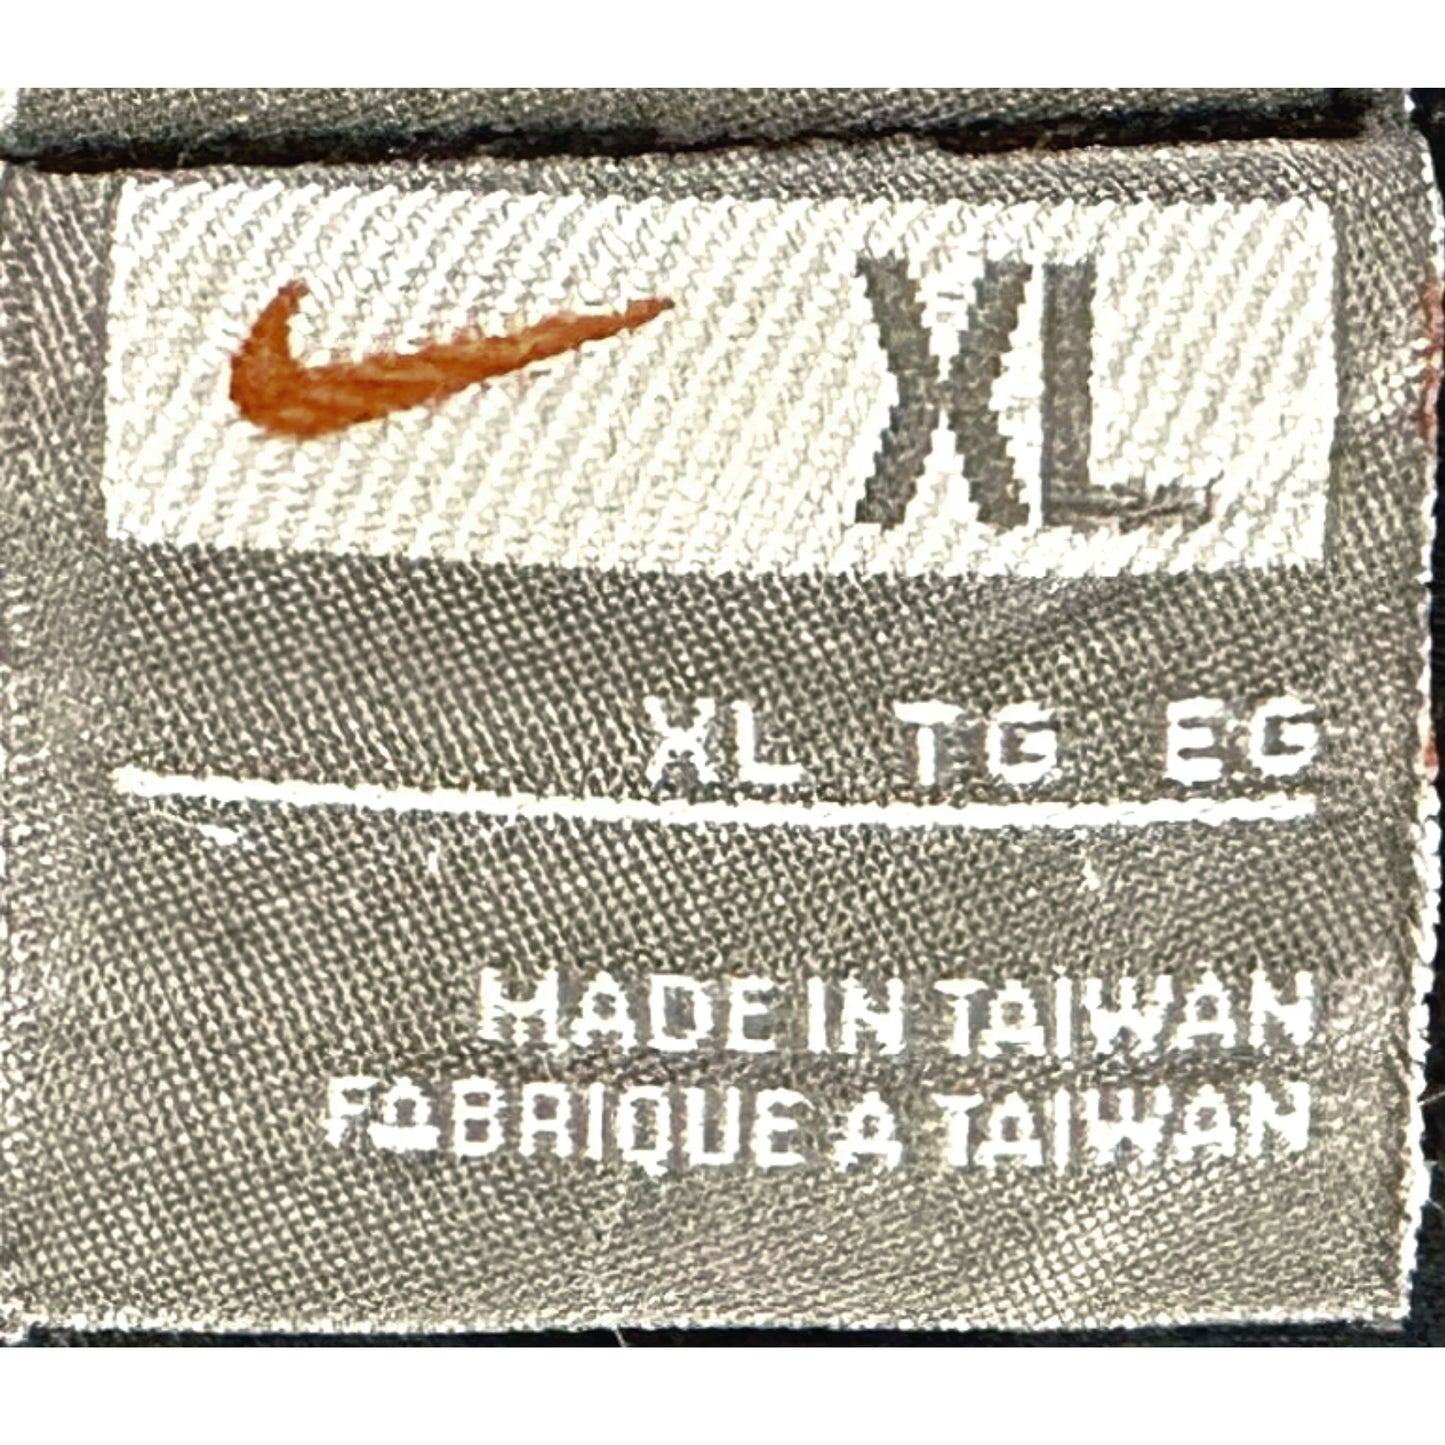 XL
XL TG EG
MADE IN TAIWAN
FABRIQUE A TAIWAN